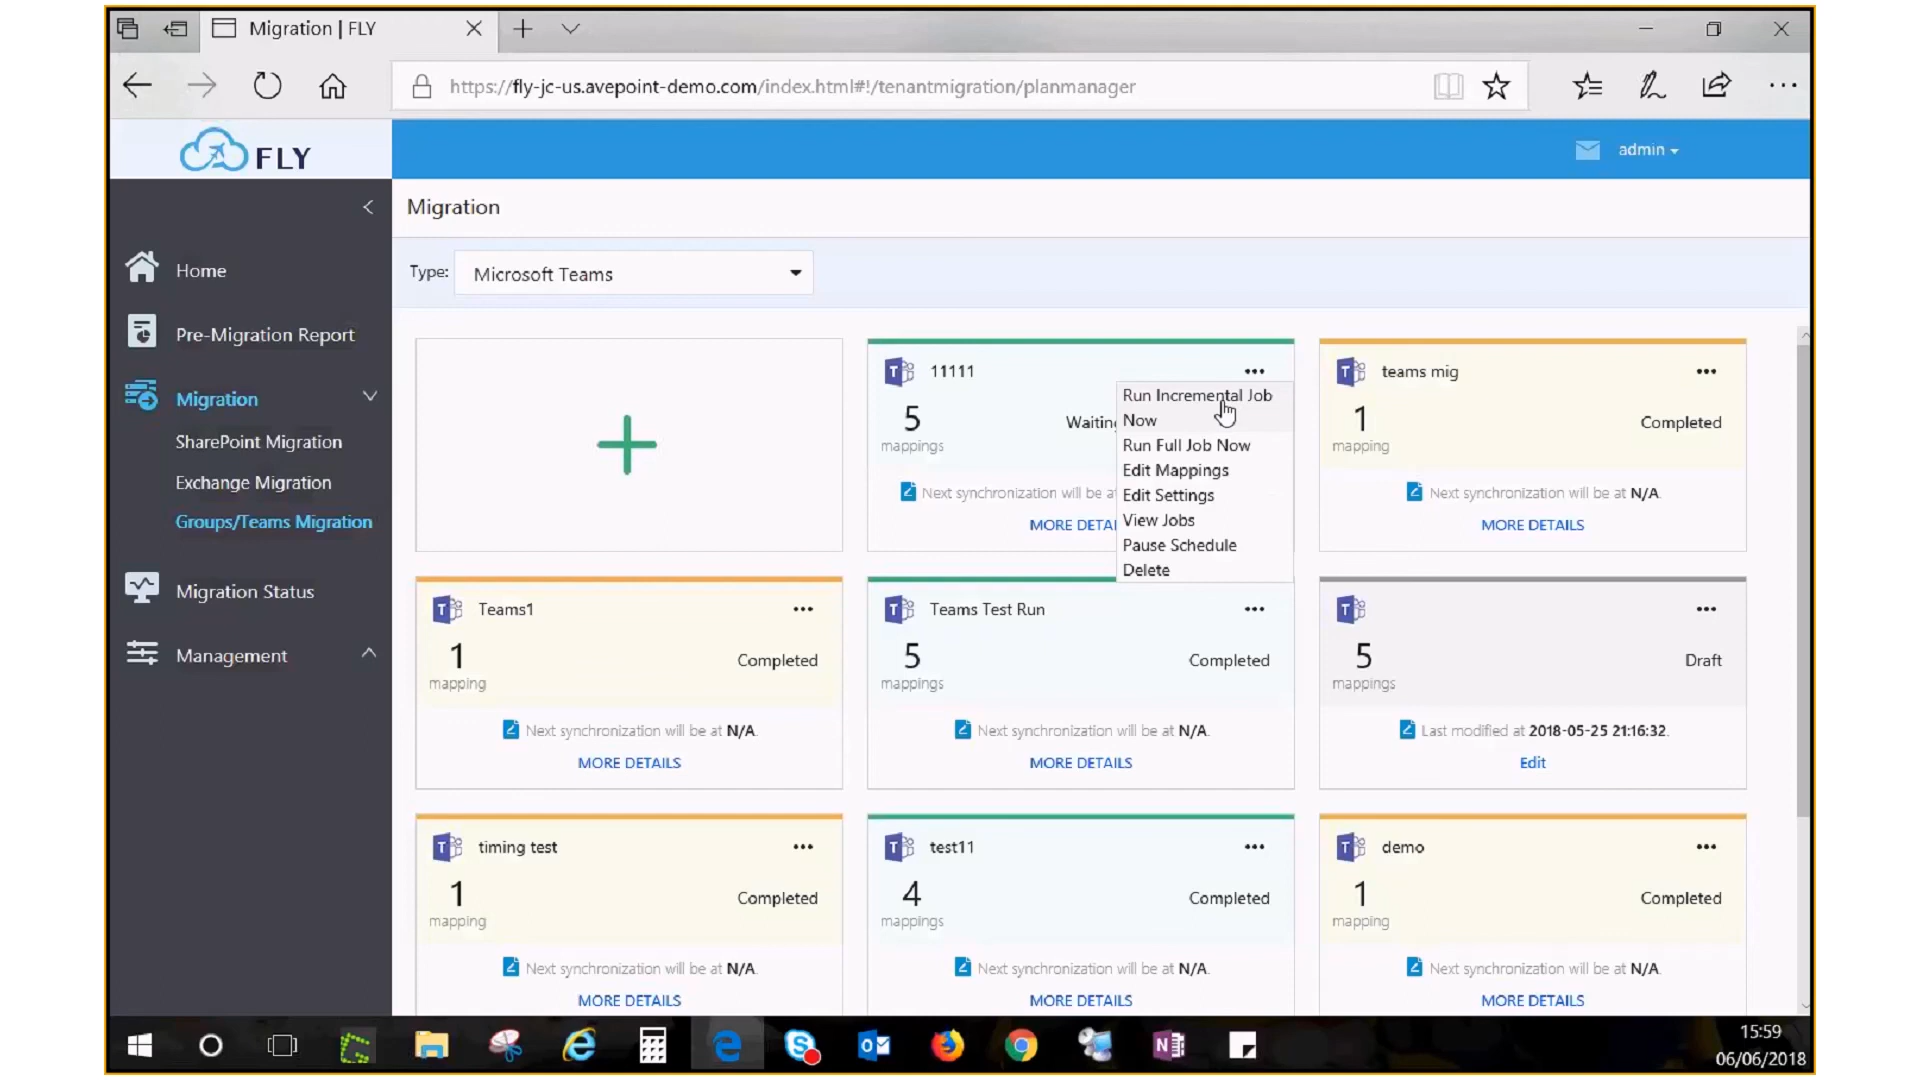 Migration | FLY
https://fly-jc-us.avepoint-demo.com/index.html#!/tenantmigration/planmanager
FLY
admin
Migration
Type: Microsoft Teams
Home
Pre-Migration Report
Migration
SharePoint Migration
Exchange Migration
Groups/Teams Migration
Migration Status
Management
11111
5
mappings
Waiting
Next synchronization will be a
MORE DETA
Run Incremental Job
Now
Run Full Job Now
Edit Mappings
Edit Settings
View Jobs
Pause Schedule
Delete
teams mig
1
Completed
mapping
Next synchronization will be at N/A.
MORE DETAILS
Teams1
1
Completed
mapping
Next synchronization will be at N/A.
MORE DETAILS
Teams Test Run
5
Completed
mappings
Next synchronization will be at N/A.
MORE DETAILS
5
Draft
mappings
Last modified at 2018-05-25 21:16:32.
Edit
timing test
1
Completed
mapping
Next synchronization will be at N/A.
MORE DETAILS
test11
4
Completed
mappings
Next synchronization will be at N/A.
MORE DETAILS
demo
1
Completed
mapping
Next synchronization will be at N/A.
MORE DETAILS
15:59
06/06/2018